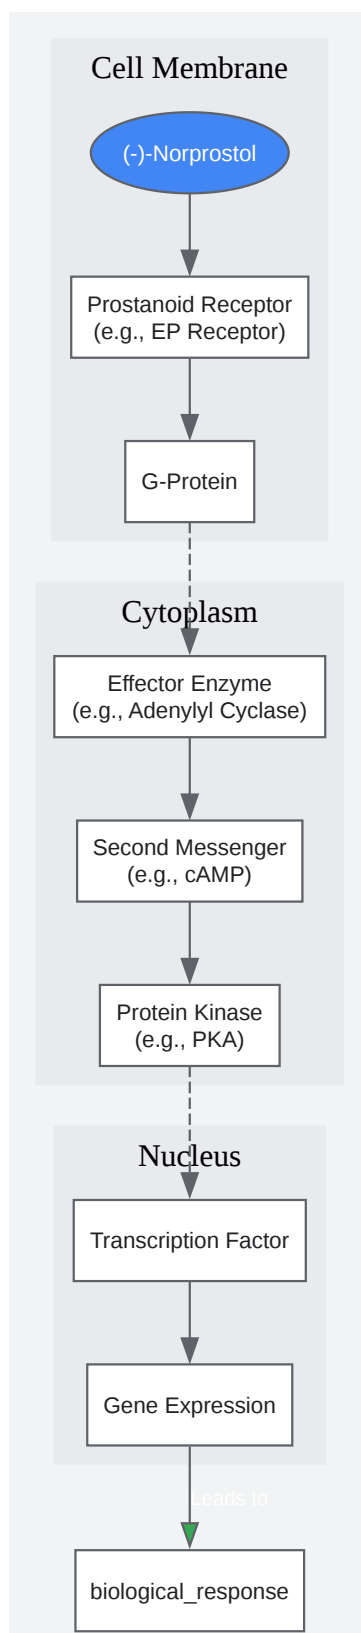 Cell Membrane
(-)-Norprostol
Prostanoid Receptor
(e.g., EP Receptor)
G-Protein
Cytoplasm
Effector Enzyme
(e.g., Adenylyl Cyclase)
Second Messenger
(e.g., cAMP)
Protein Kinase
(e.g., PKA)
Nucleus
Transcription Factor
Gene Expression
Leads to
biological_response